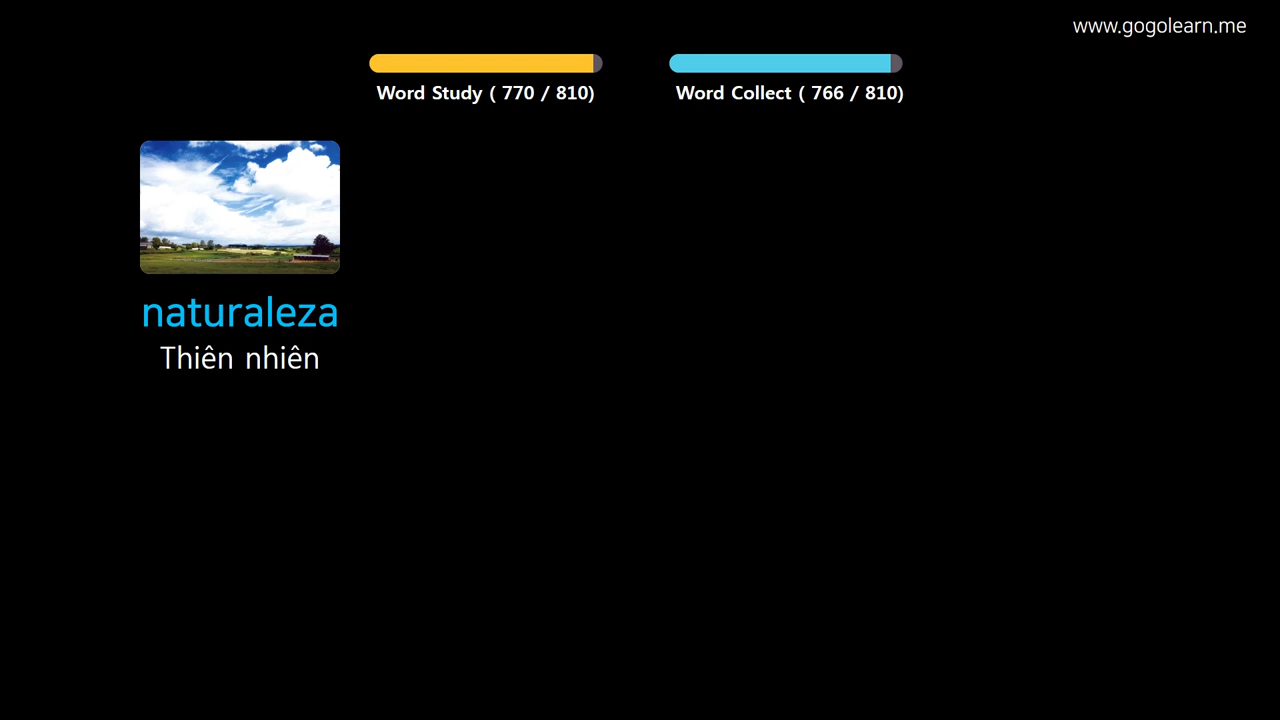 www.gogolearn.me
Word Study ( 770 / 810)
Word Collect ( 766 / 810)
naturaleza
Thiên nhiên